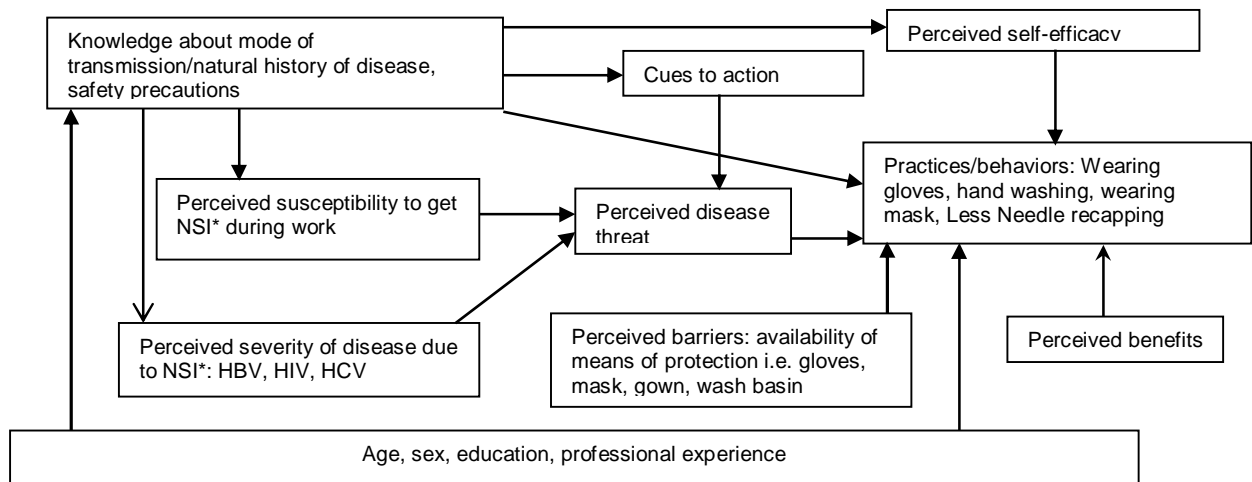 Knowledge about mode of
transmission/natural history of disease,
safety precautions
Perceived self-efficacy
Cues to action
Practices/behaviors: Wearing
gloves, hand washing, wearing
mask, Less Needle recapping
Perceived susceptibility to get
NSI* during work
Perceived disease
threat
Perceived severity of disease due
to NSI*: HBV, HIV, HCV
Perceived barriers: availability of
means of protection i.e. gloves,
mask, gown, wash basin
Perceived benefits
Age, sex, education, professional experience